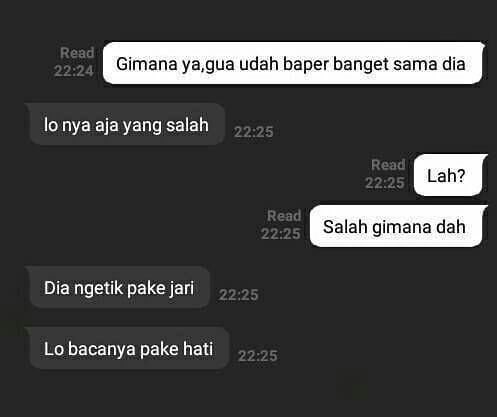 Read
22:24
Gimana ya,gua udah baper banget sama dia
lo nya aja yang salah
22:25
Read
22:25
Lah?
Read
22:25
Salah gimana dah
Dia ngetik pake jari
22:25
Lo bacanya pake hati
22:25